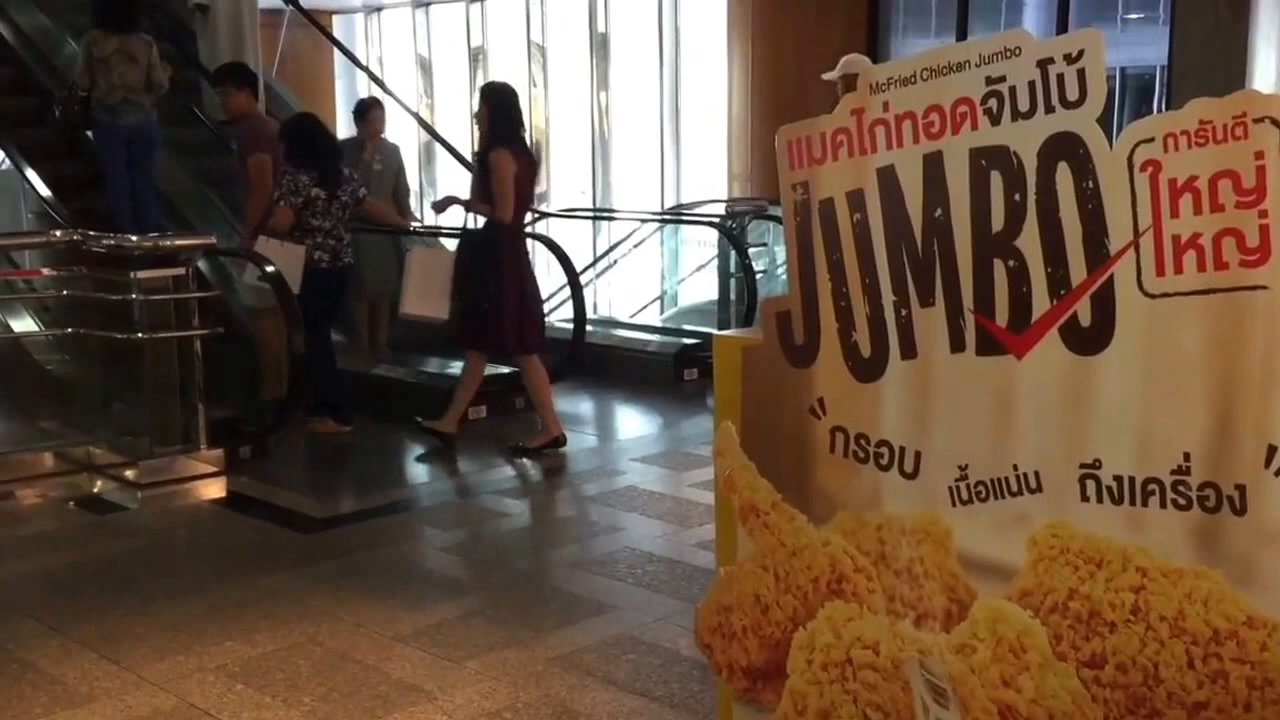 McFried Chicken Jumbo
แมคไก่ทอดจัมโบ้
JUMBO
การันตี
ใหญ่
ใหญ่
"กรอบ เนื้อแน่น ถึงเครื่อง"